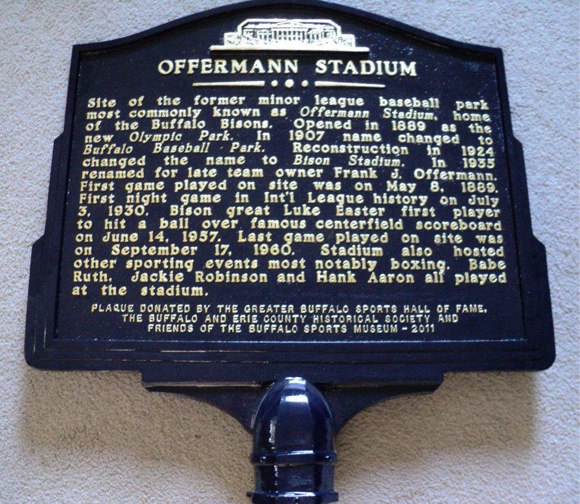 OFFERMANN STADIUM
Site of the former minor league baseball park
most commonly known as Offermann Stadium, home
of the Buffalo Bisons. Opened in 1889 as the
new Olympic Park. In 1907 name changed to
Buffalo Baseball Park. Reconstruction in 1924
changed the name to Bison Stadium. In 1935
renamed for late team owner Frank J. Offermann.
First game played on site was on May 8, 1889.
First night game in Int'l League history on July
3, 1930. Bison great Luke Easter first player
to hit a ball over famous centerfield scoreboard
on June 14, 1957. Last game played on site was
on September 17, 1960. Stadium also hosted
other sporting events most notably boxing. Babe
Ruth, Jackie Robinson and Hank Aaron all played
at the stadium.
PLAQUE DONATED BY THE GREATER BUFFALO SPORTS HALL OF FAME,
THE BUFFALO AND ERIE COUNTY HISTORICAL SOCIETY AND
FRIENDS OF THE BUFFALO SPORTS MUSEUM - 2011